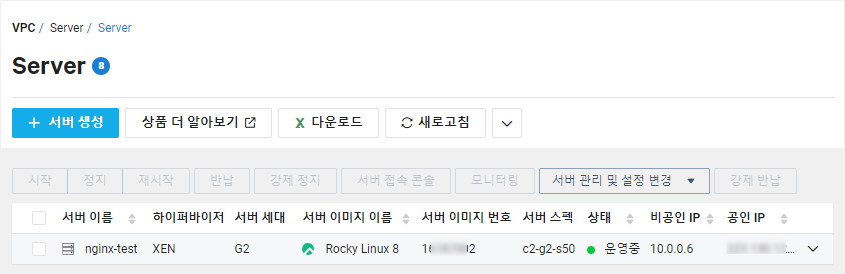 VPC / Server / Server
Server 8
+ 서버 생성 상품 더 알아보기 다운로드 새로고침
시작 정지 재시작 반납 강제 정지 서버 접속 콘솔 모니터링 서버 관리 및 설정 변경 강제 반납
서버 이름 하이퍼바이저 서버 세대 서버 이미지 이름 서버 이미지 번호 서버 스펙 상태 비공인 IP 공인 IP
nginx-test XEN G2 Rocky Linux 8 c2-g2-s50 운영중 10.0.0.6